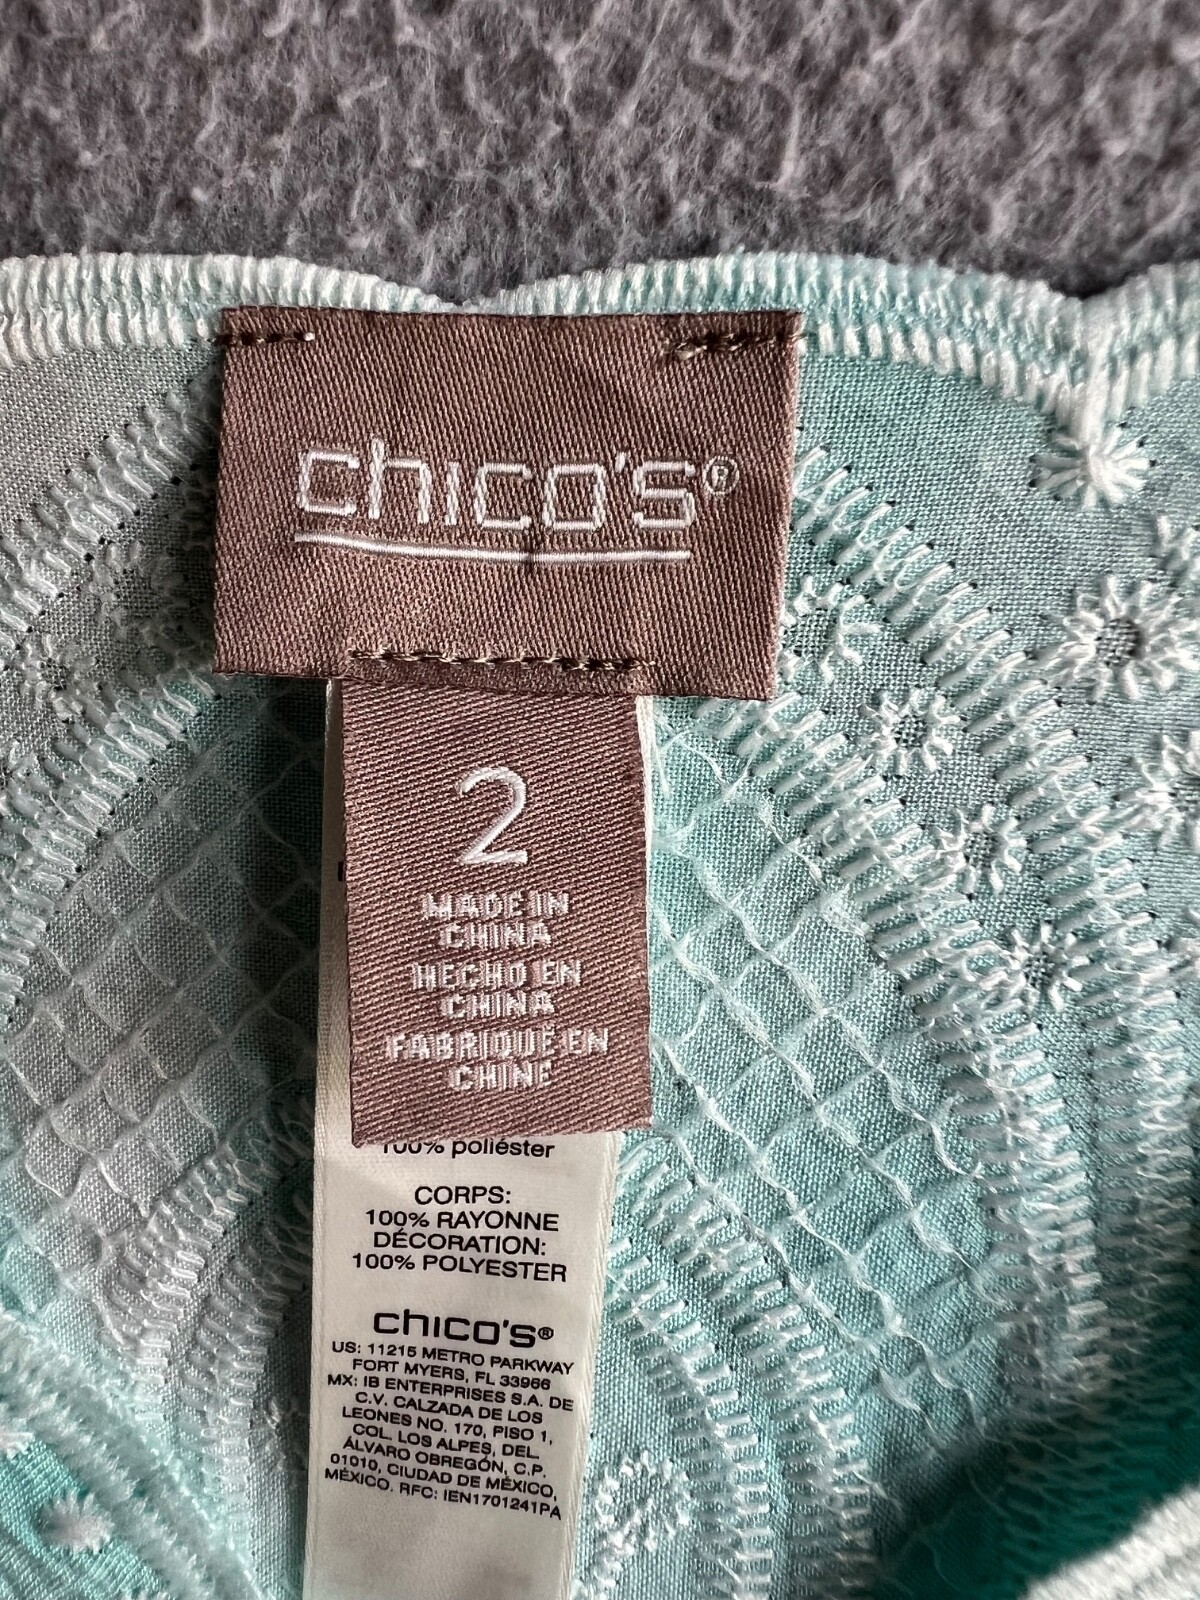 chico's®
2
MADE IN
CHINA
HECHO EN
CHINA
FABRIQUÉ EN
CHINE
100% poliéster
CORPS:
100% RAYONNE
DÉCORATION:
100% POLYESTER
chico's®
US: 11215 METRO PARKWAY
FORT MYERS, FL 33966
MX: IB ENTERPRISES S.A. DE
C.V. CALZADA DE LOS
LEONES NO. 170, PISO 1,
COL. LOS ALPES, DEL.
ÁLVARO OBREGÓN, C.P.
01010, CIUDAD DE MÉXICO,
MÉXICO. RFC: IEN1701241PA